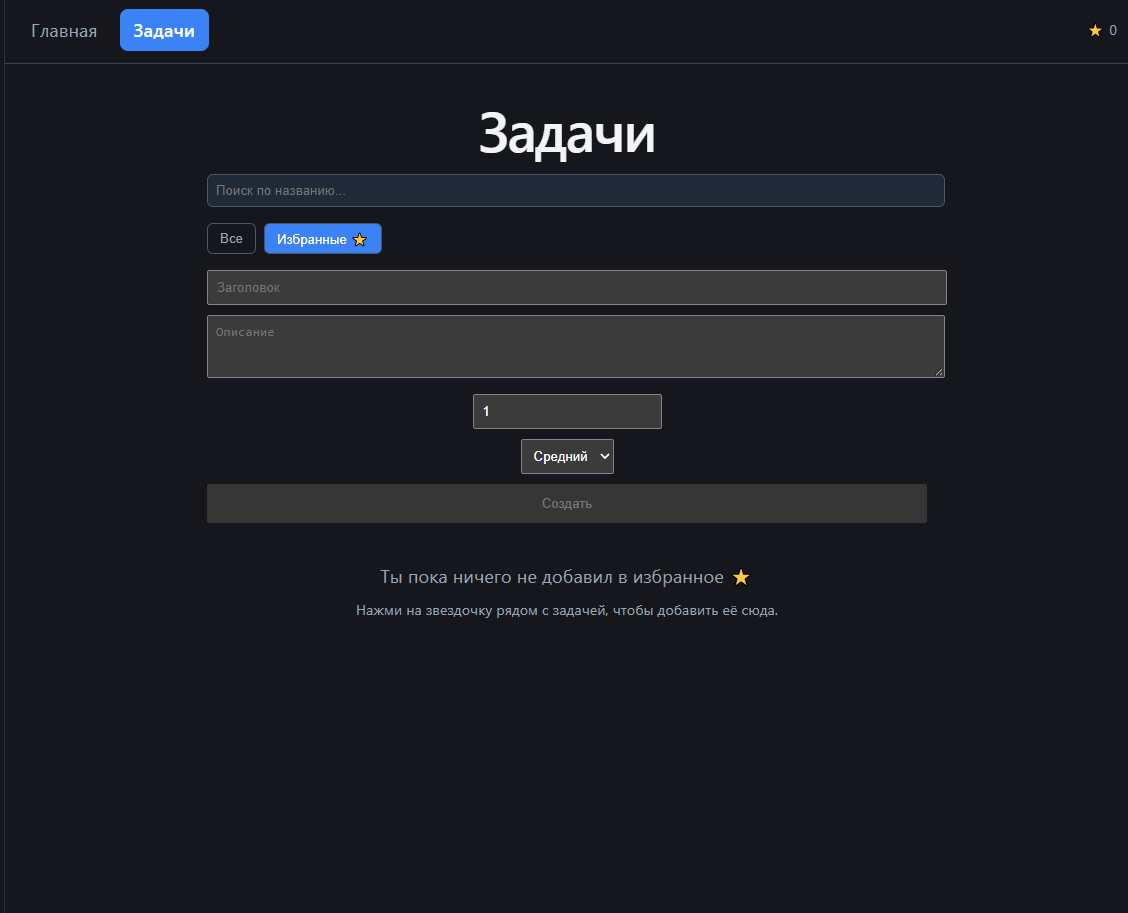 Главная Задачи ⭐ 0
Задачи
Поиск по названию...
Все Избранные ⭐
Заголовок
Описание
1
Средний
Создать
Ты пока ничего не добавил в избранное ⭐
Нажми на звездочку рядом с задачей, чтобы добавить её сюда.